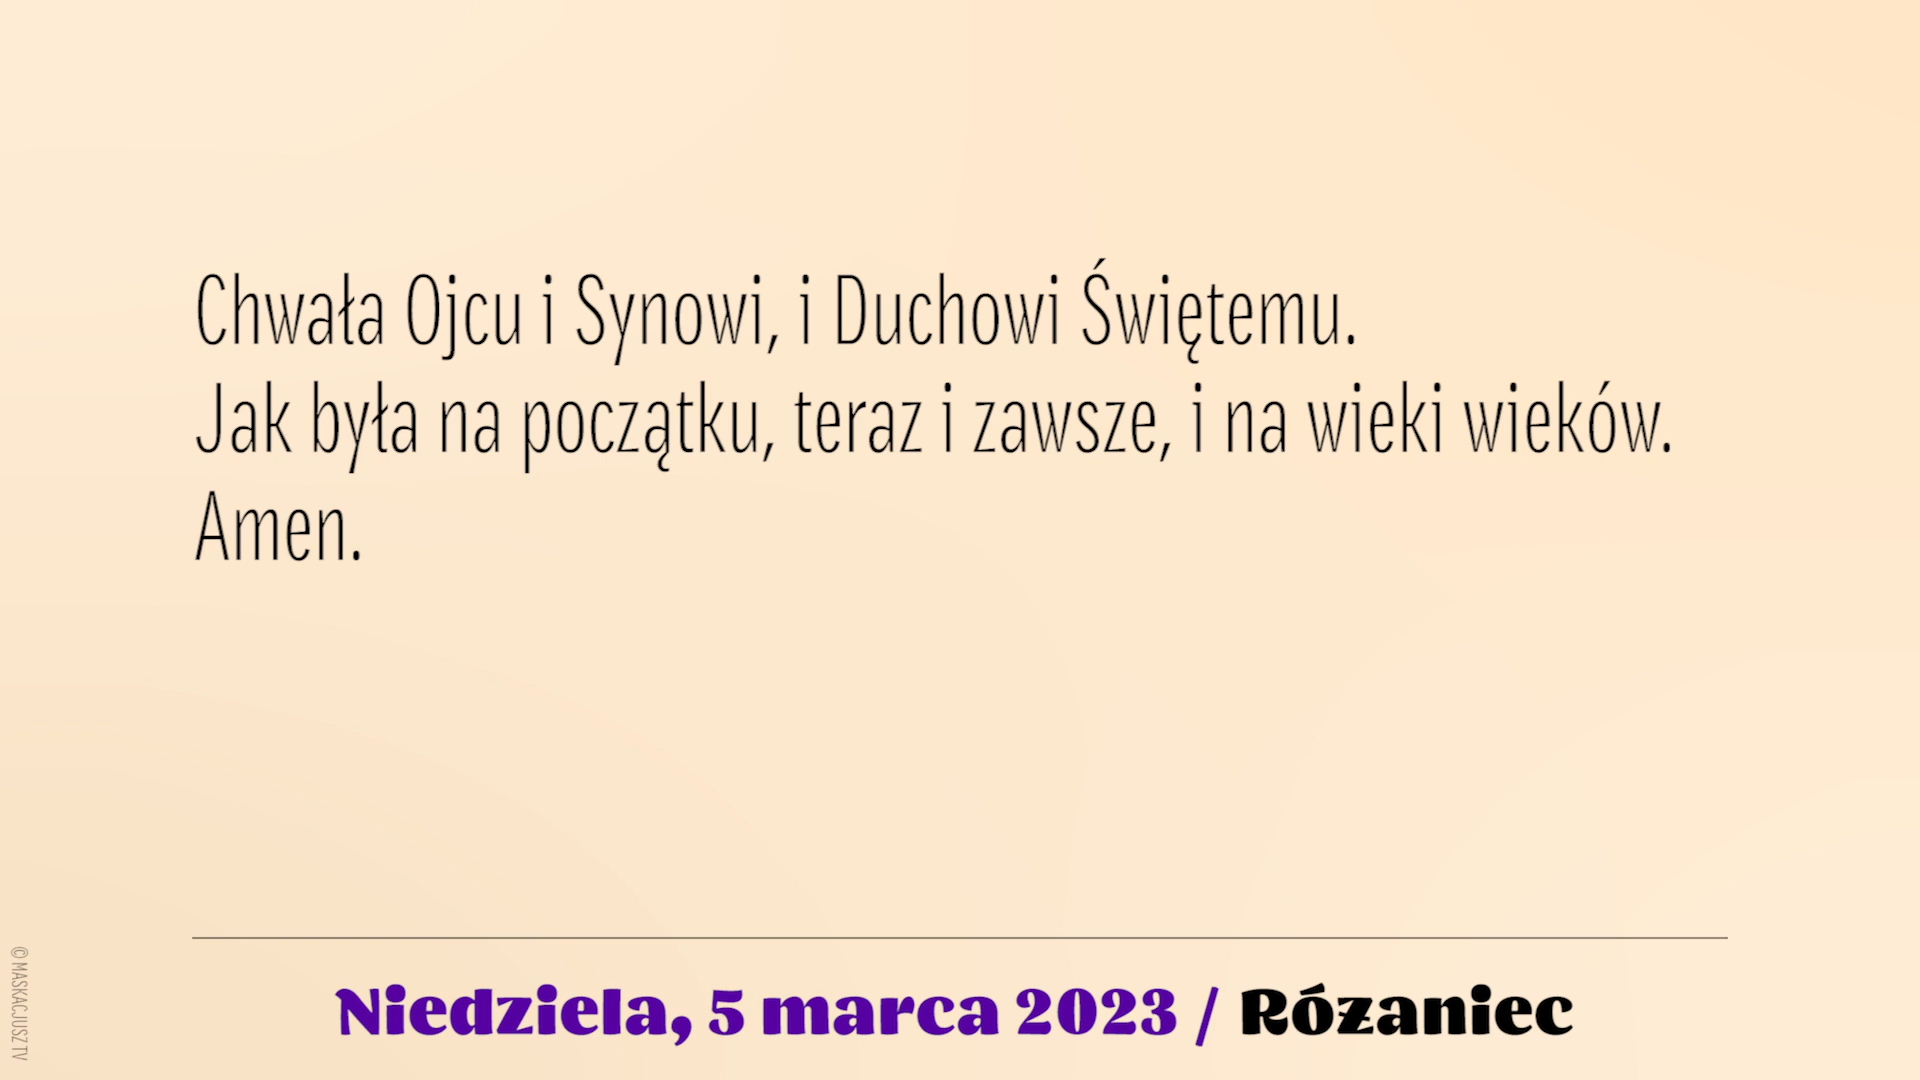 Chwała Ojcu i Synowi, i Duchowi Świętemu.
Jak była na początku, teraz i zawsze, i na wieki wieków.
Amen.
Niedziela, 5 marca 2023 / Róƶaniec
© MASKACJUSZ TV